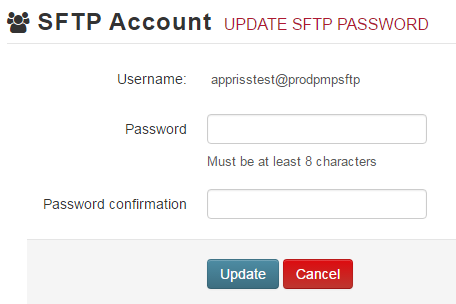 SFTP Account UPDATE SFTP PASSWORD
Username: apprisstest@prodpmpsftp
Password
Must be at least 8 characters
Password confirmation
Update Cancel